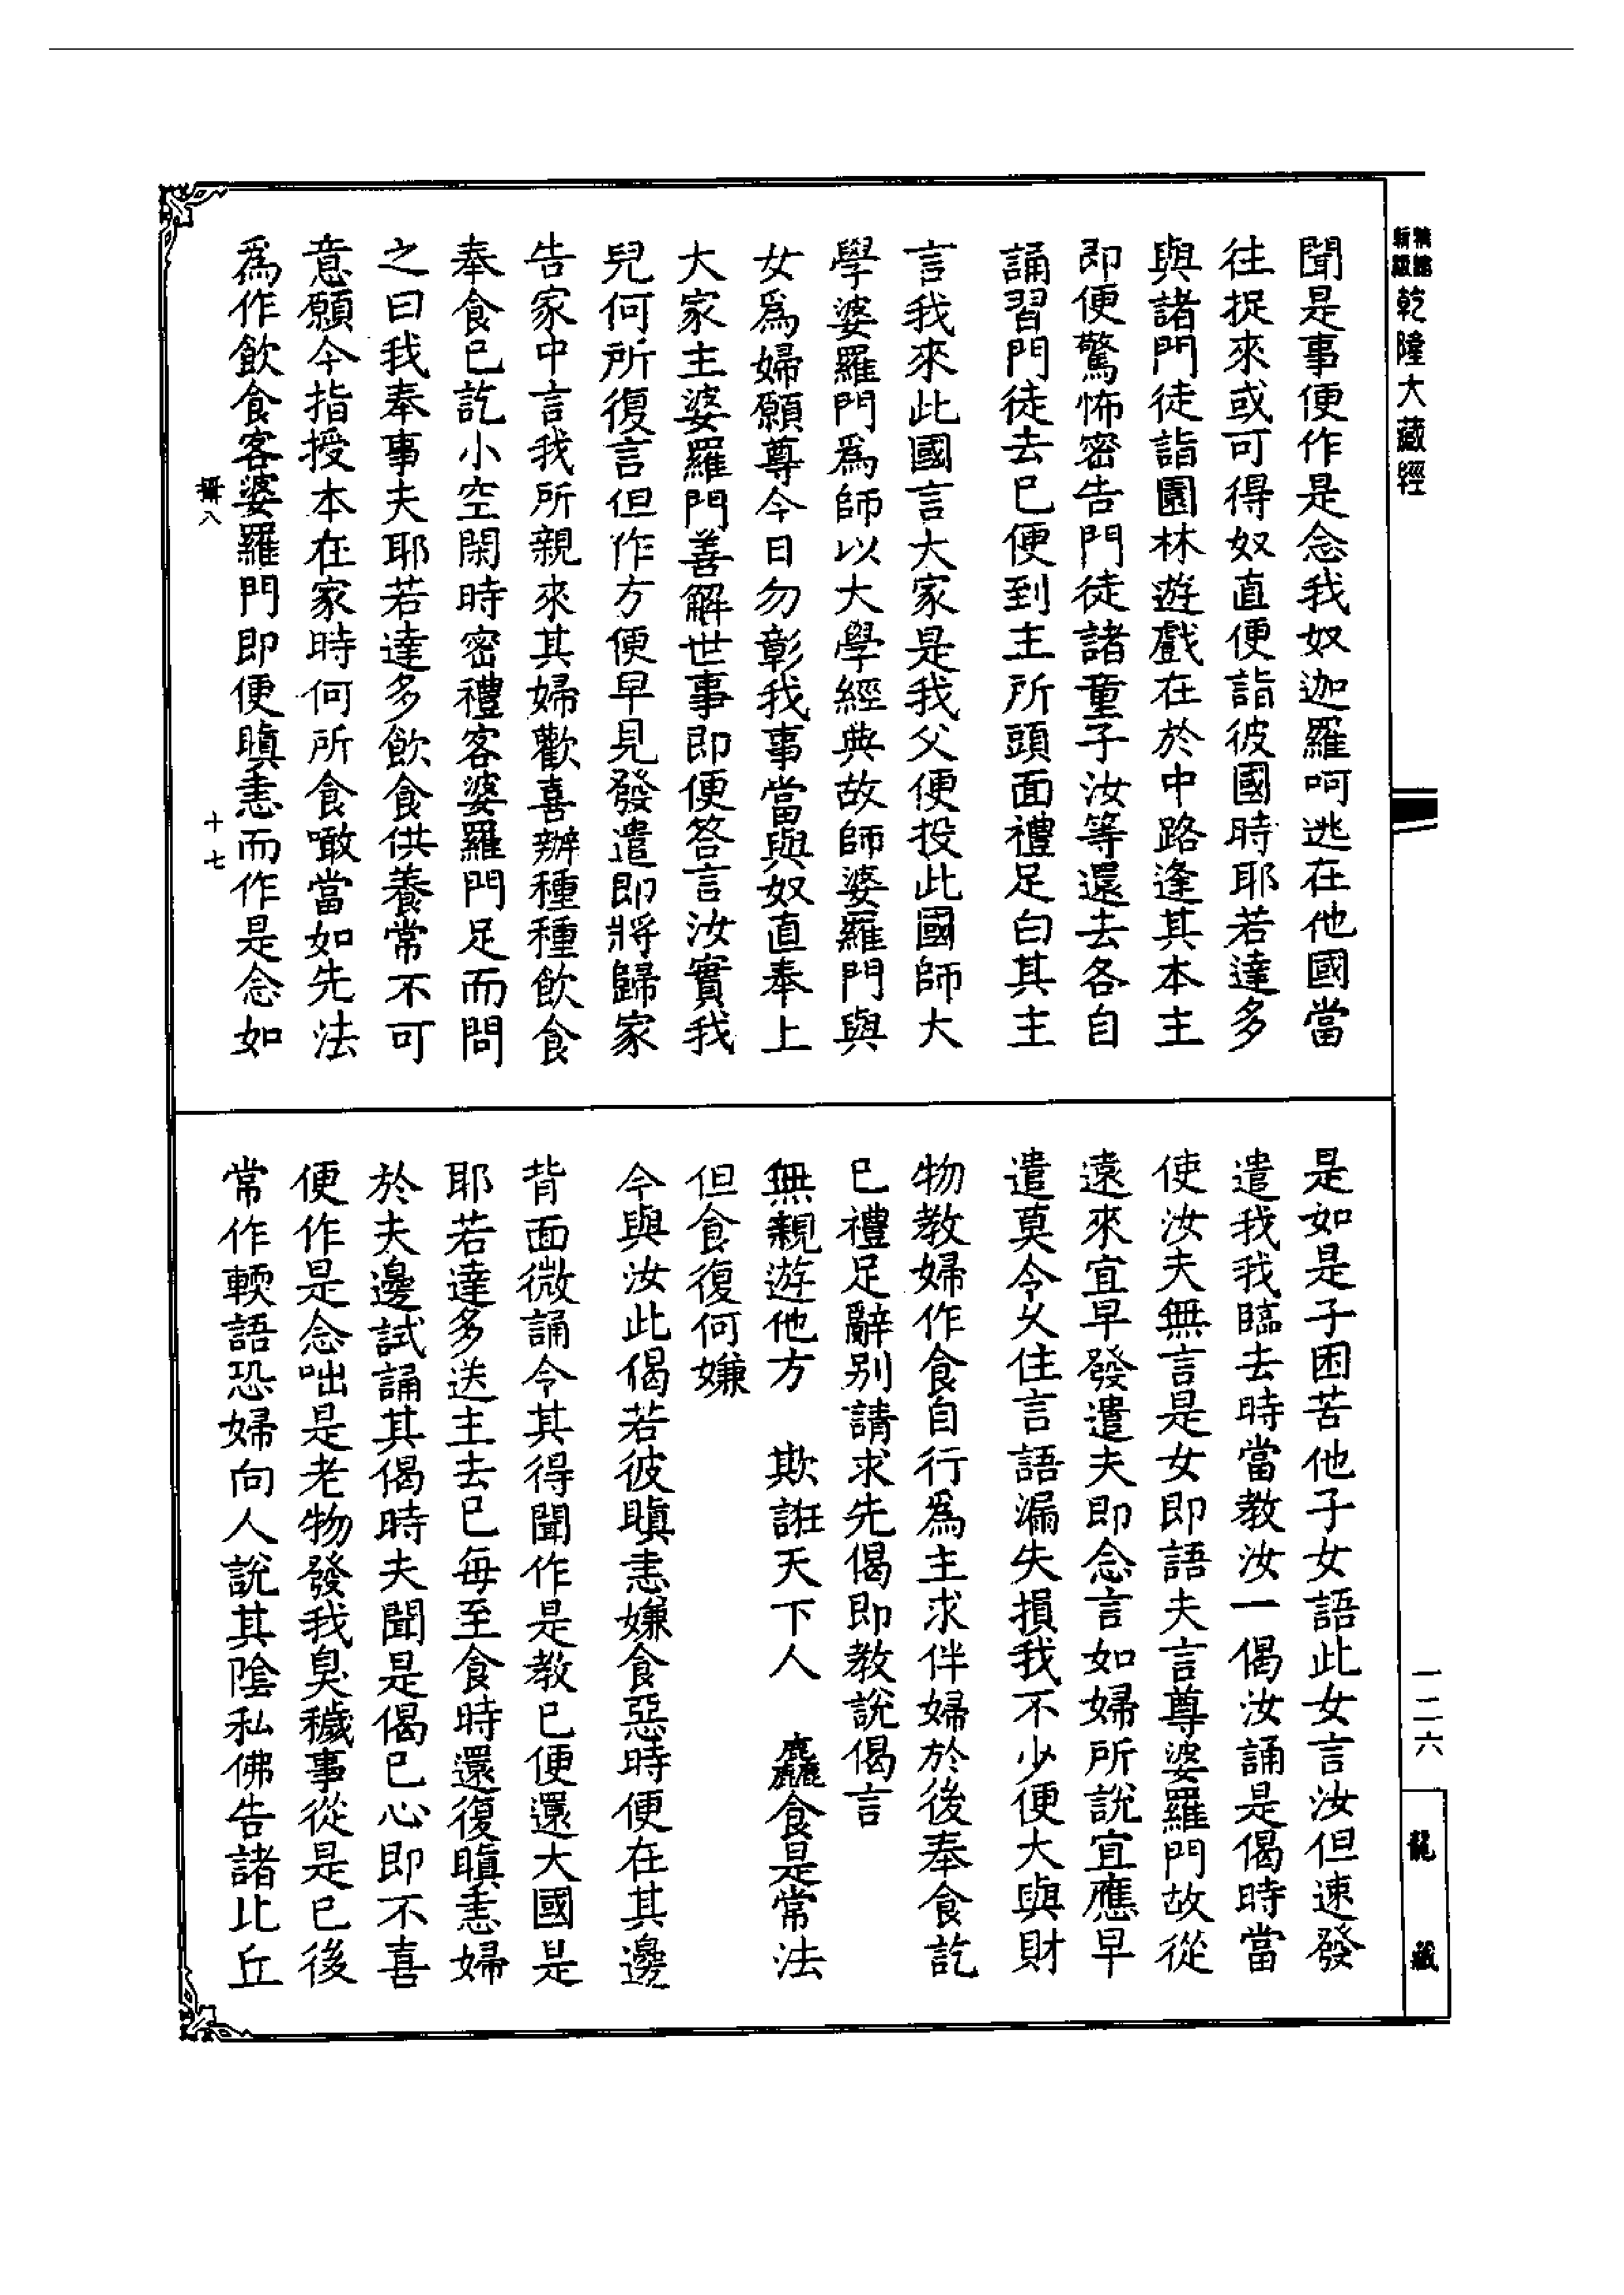 乾隆大藏經
聞是事便作是念我奴迦羅呵逃在他國當
往捉來或可得奴直便詣彼國時耶若達多
與諸門徒詣園林遊戲在於中路逢其本主
即便驚怖密告門徒諸童子汝等還去各自
誦習門徒去已便到主所頭面禮足白其主
言我來此國言大家是我父便投此國師大
學婆羅門爲師以大學經典故師婆羅門與
女爲婦願尊今日勿彰我事當與奴直奉上
大家主婆羅門善解世事即便答言汝實我
兒何所復言但作方便早見發遣即將歸家
告家中言我所親來其婦歡喜辦種種飲食
奉食已訖小空閑時密禮客婆羅門足而問
之曰我奉事夫耶若達多飲食供養常不可
意願今指授本在家時何所食噉當如先法
爲作飲食客婆羅門即便瞋恚而作是念如
八
十七
是如是子困苦他子女語此女言汝但速發
遣我我臨去時當教汝一偈汝誦是偈時當
使汝夫無言是女即語夫言尊婆羅門故從
遠來宜早發遣夫即念言如婦所說宜應早
遣莫令久住言語漏失損我不少便大與財
物教婦作食自行爲主求伴婦於後奉食訖
已禮足辭別請求先偈即教說偈言
無親遊他方 欺誑天下人 麤食是常法
但食復何嫌
今與汝此偈若彼瞋恚嫌食惡時便在其邊
背面微誦令其得聞作是教已便還大國是
耶若達多送主去已每至食時還復瞋恚婦
於夫邊試誦其偈時夫聞是偈已心即不喜
便作是念咄是老物發我臭穢事從是已後
常作輭語恐婦向人說其陰私佛告諸比丘
一二六
龍藏